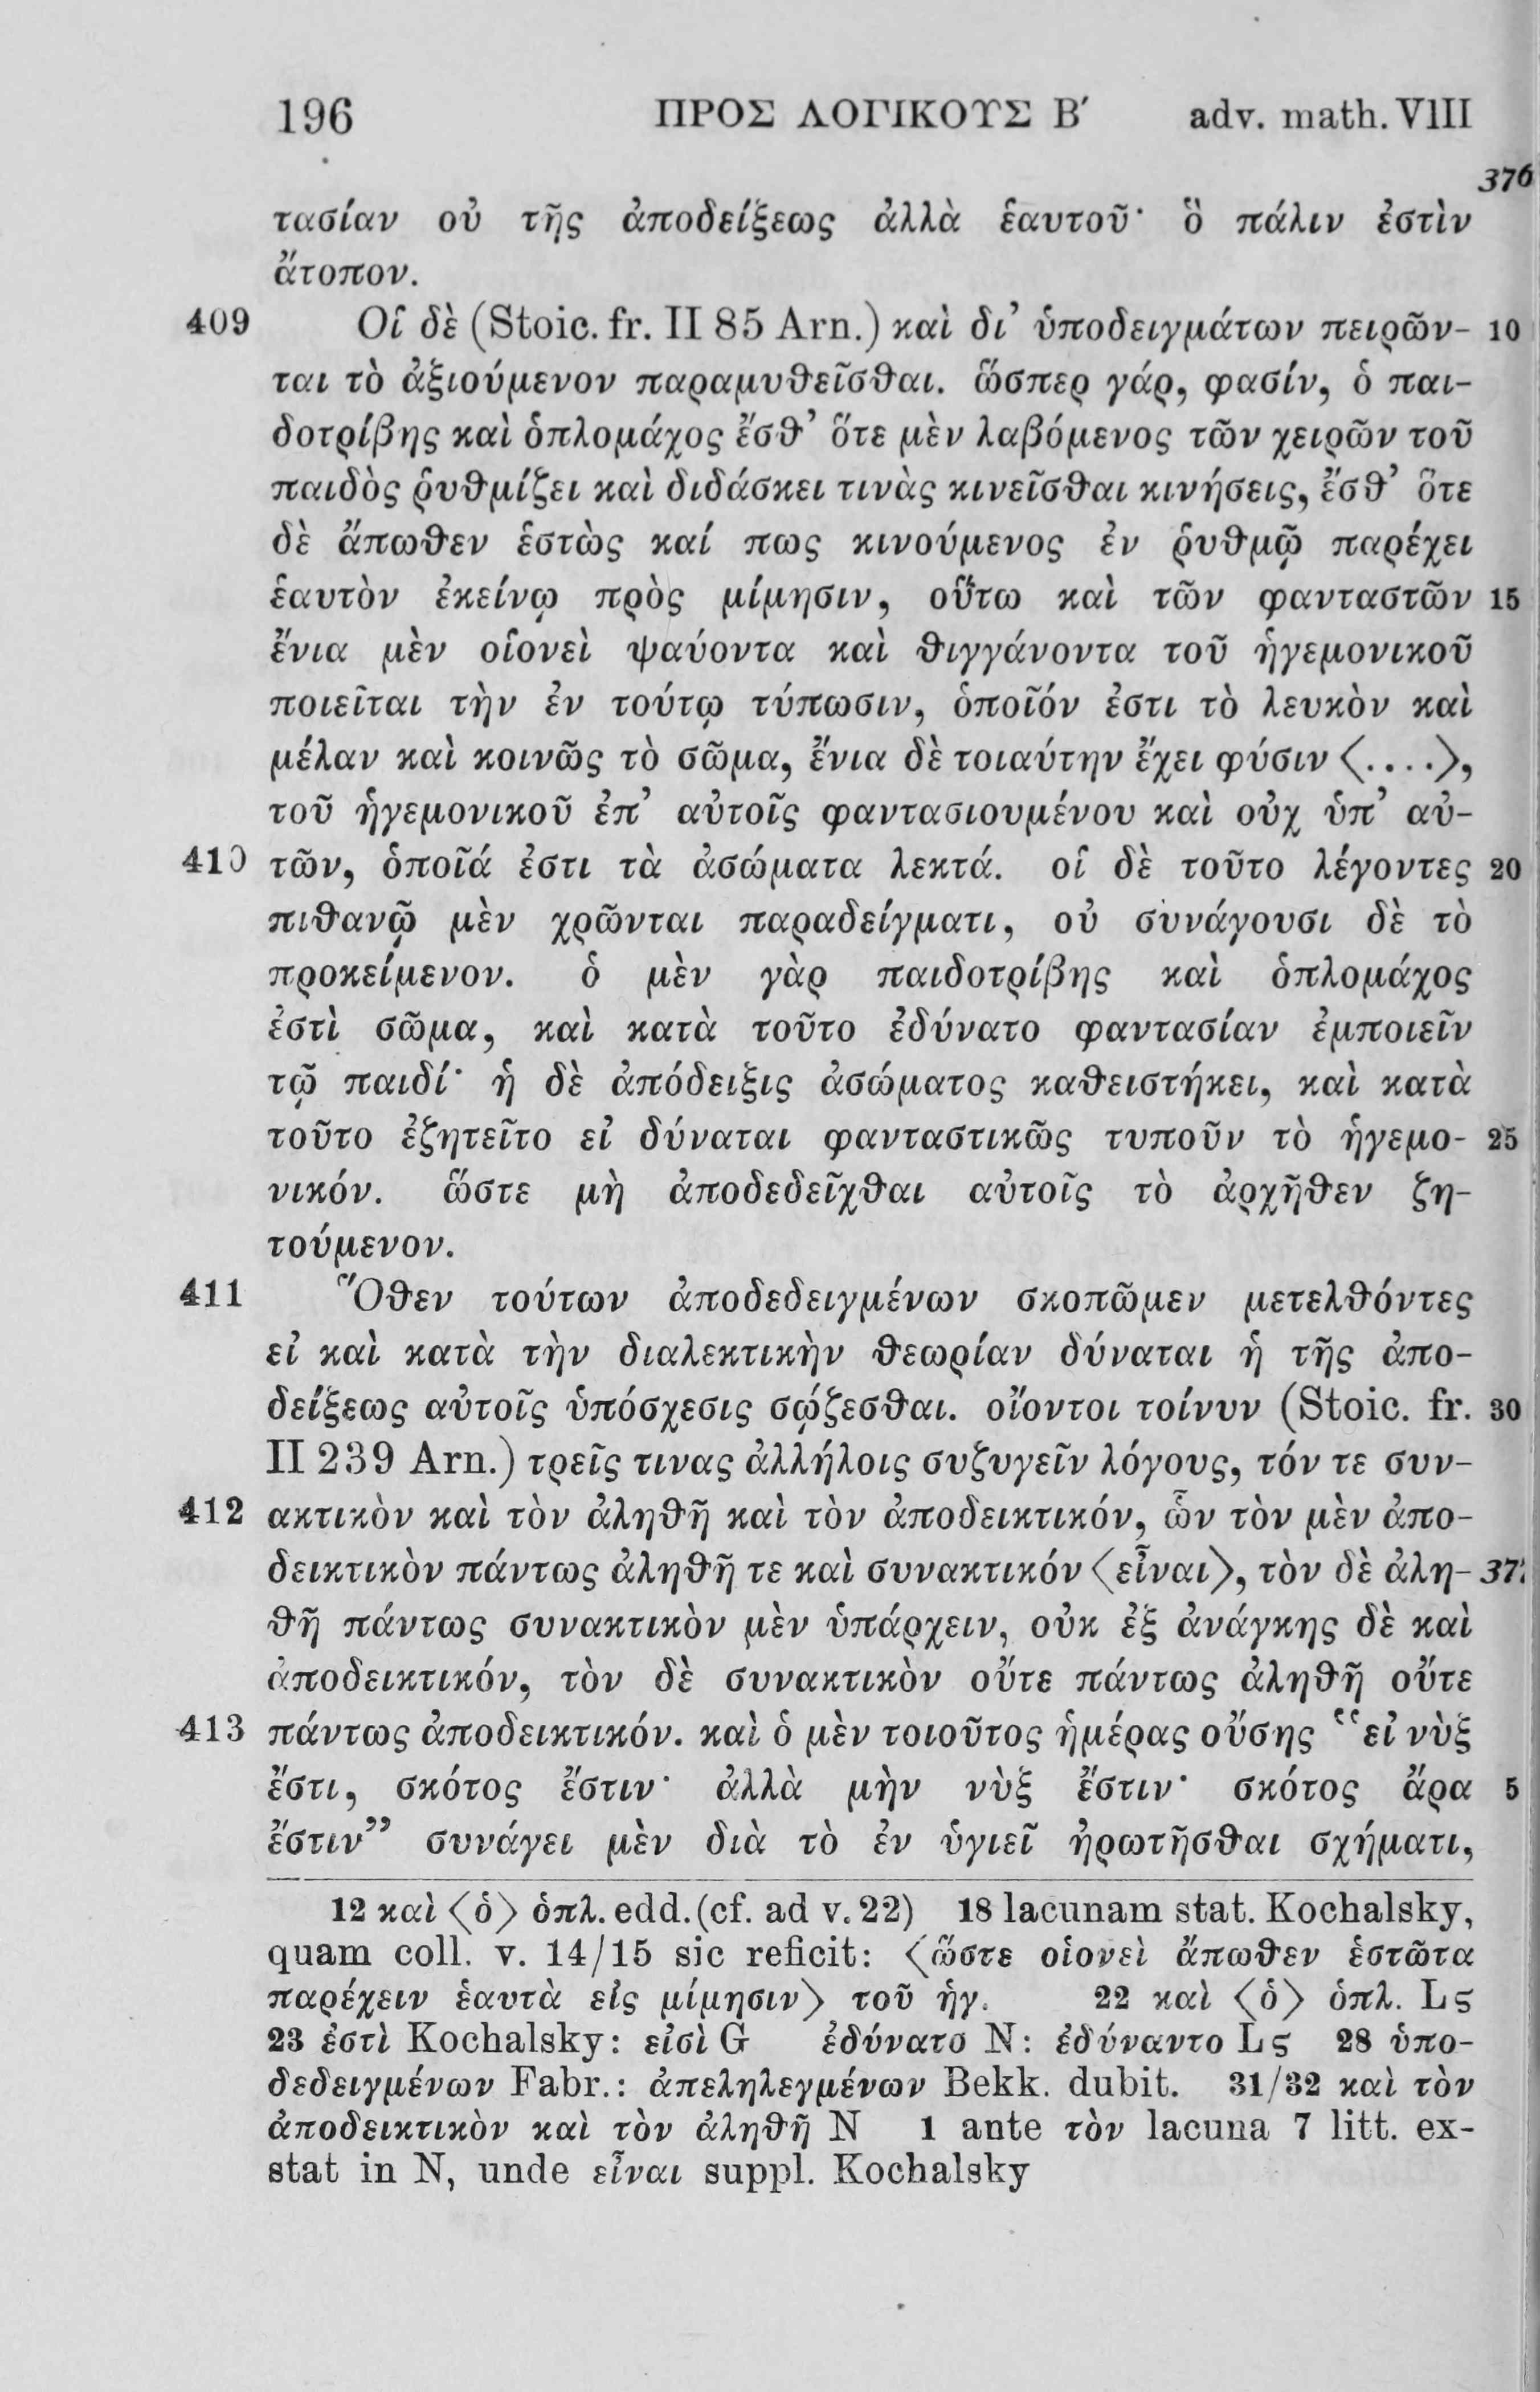 196 ΠΡΟΣ ΛΟΓΙΚΟΥΣ Β′ adv. math. VIII
376
τασίαν οὐ τῆς ἀποδείξεως ἀλλὰ ἑαυτοῦ· ὃ πάλιν ἐστὶν
ἄτοπον.
409 Οἱ δὲ (Stoic. fr. II 85 Arn.) καὶ δι’ ὑποδειγμάτων πειρῶν- 10
ται τὸ ἀξιούμενον παραμυθεῖσθαι. ὥσπερ γάρ, φασίν, ὁ παι-
δοτρίβης καὶ ὁπλομάχος ἔσθ’ ὅτε μὲν λαβόμενος τῶν χειρῶν τοῦ
παιδὸς ῥυθμίζει καὶ διδάσκει τινὰς κινεῖσθαι κινήσεις, ἔσθ’ ὅτε
δὲ ἄπωθεν ἑστὼς καί πως κινούμενος ἐν ῥυθμῷ παρέχει
ἑαυτὸν ἐκείνῳ πρὸς μίμησιν, οὕτω καὶ τῶν φανταστῶν 15
ἔνια μὲν οἱονεὶ ψαύοντα καὶ θιγγάνοντα τοῦ ἡγεμονικοῦ
ποιεῖται τὴν ἐν τούτῳ τύπωσιν, ὁποῖόν ἐστι τὸ λευκὸν καὶ
μέλαν καὶ κοινῶς τὸ σῶμα, ἔνια δὲ τοιαύτην ἔχει φύσιν ⟨....⟩,
τοῦ ἡγεμονικοῦ ἐπ’ αὐτοῖς φαντασιουμένου καὶ οὐχ ὑπ’ αὐ-
410 τῶν, ὁποῖά ἐστι τὰ ἀσώματα λεκτά. οἱ δὲ τοῦτο λέγοντες 20
πιθανῷ μὲν χρῶνται παραδείγματι, οὐ συνάγουσι δὲ τὸ
προκείμενον. ὁ μὲν γὰρ παιδοτρίβης καὶ ὁπλομάχος
ἐστὶ σῶμα, καὶ κατὰ τοῦτο ἐδύνατο φαντασίαν ἐμποιεῖν
τῷ παιδί· ἡ δὲ ἀπόδειξις ἀσώματος καθειστήκει, καὶ κατὰ
τοῦτο ἐζητεῖτο εἰ δύναται φανταστικῶς τυποῦν τὸ ἡγεμο- 25
νικόν. ὥστε μὴ ἀποδεδεῖχθαι αὐτοῖς τὸ ἀρχῆθεν ζη-
τούμενον.
411 Ὅθεν τούτων ἀποδεδειγμένων σκοπῶμεν μετελθόντες
εἰ καὶ κατὰ τὴν διαλεκτικὴν θεωρίαν δύναται ἡ τῆς ἀπο-
δείξεως αὐτοῖς ὑπόσχεσις σῴζεσθαι. οἴονται τοίνυν (Stoic. fr. 30
II 239 Arn.) τρεῖς τινας ἀλλήλοις συζυγεῖν λόγους, τόν τε συν-
412 ακτικὸν καὶ τὸν ἀληθῆ καὶ τὸν ἀποδεικτικόν, ὧν τὸν μὲν ἀπο-
δεικτικὸν πάντως ἀληθῆ τε καὶ συνακτικόν ⟨εἶναι⟩, τὸν δὲ ἀλη- 37
θῆ πάντως συνακτικὸν μὲν ὑπάρχειν, οὐκ ἐξ ἀνάγκης δὲ καὶ
ἀποδεικτικόν, τὸν δὲ συνακτικὸν οὔτε πάντως ἀληθῆ οὔτε
413 πάντως ἀποδεικτικόν. καὶ ὁ μὲν τοιοῦτος ἡμέρας οὔσης “εἰ νὺξ
ἔστι, σκότος ἔστιν· ἀλλὰ μὴν νὺξ ἔστιν· σκότος ἄρα 5
ἔστιν” συνάγει μὲν διὰ τὸ ἐν ὑγιεῖ ἠρωτῆσθαι σχήματι,
12 καὶ ⟨ὁ⟩ ὁπλ. edd. (cf. ad v. 22) 18 lacunam stat. Kochalsky,
quam coll. v. 14/15 sic reficit: ⟨ὥστε οἱονεὶ ἄπωθεν ἑστῶτα
παρέχειν ἑαυτὰ εἰς μίμησιν⟩ τοῦ ἡγ. 22 καὶ ⟨ὁ⟩ ὁπλ. Lς
23 ἐστὶ Kochalsky: εἰσὶ G ἐδύνατο N: ἐδύναντο Lς 28 ὑπο-
δεδειγμένων Fabr.: ἀπεληλεγμένων Bekk. dubit. 31/32 καὶ τὸν
ἀποδεικτικὸν καὶ τὸν ἀληθῆ N 1 ante τὸν lacuna 7 litt. ex-
stat in N, unde εἶναι suppl. Kochalsky